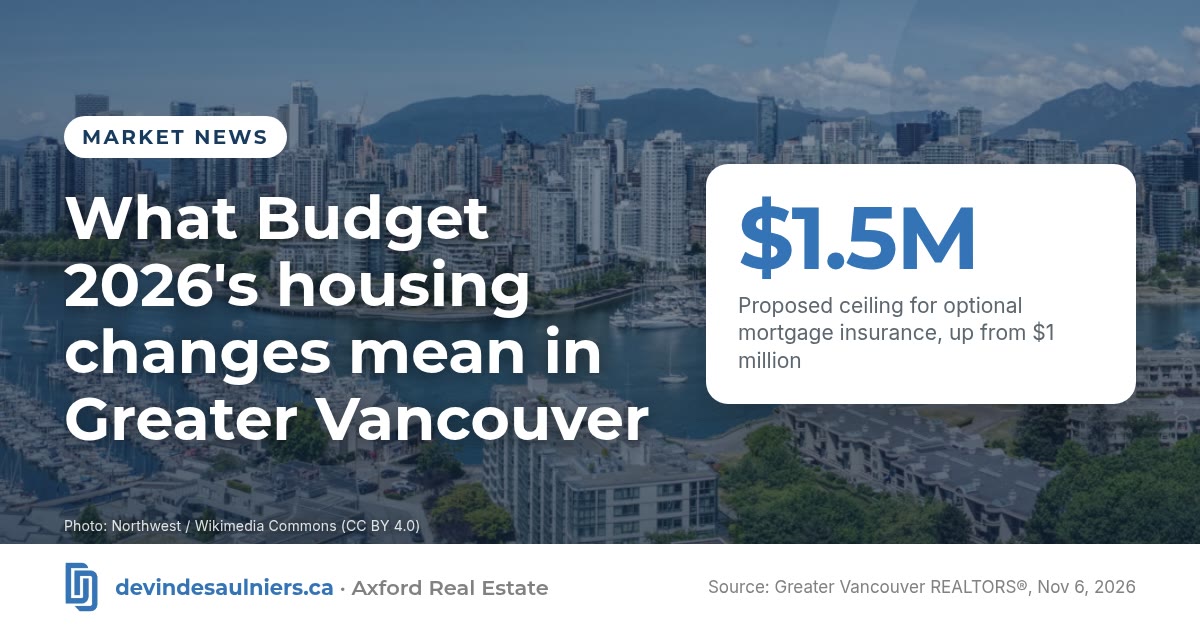 MARKET NEWS
What Budget
2026's housing
changes mean in
Greater Vancouver
$1.5M
Proposed ceiling for optional
mortgage insurance, up from $1
million
Photo: Northwest / Wikimedia Commons (CC BY 4.0)
devindesaulniers.ca · Axford Real Estate
Source: Greater Vancouver REALTORS®, Nov 6, 2026